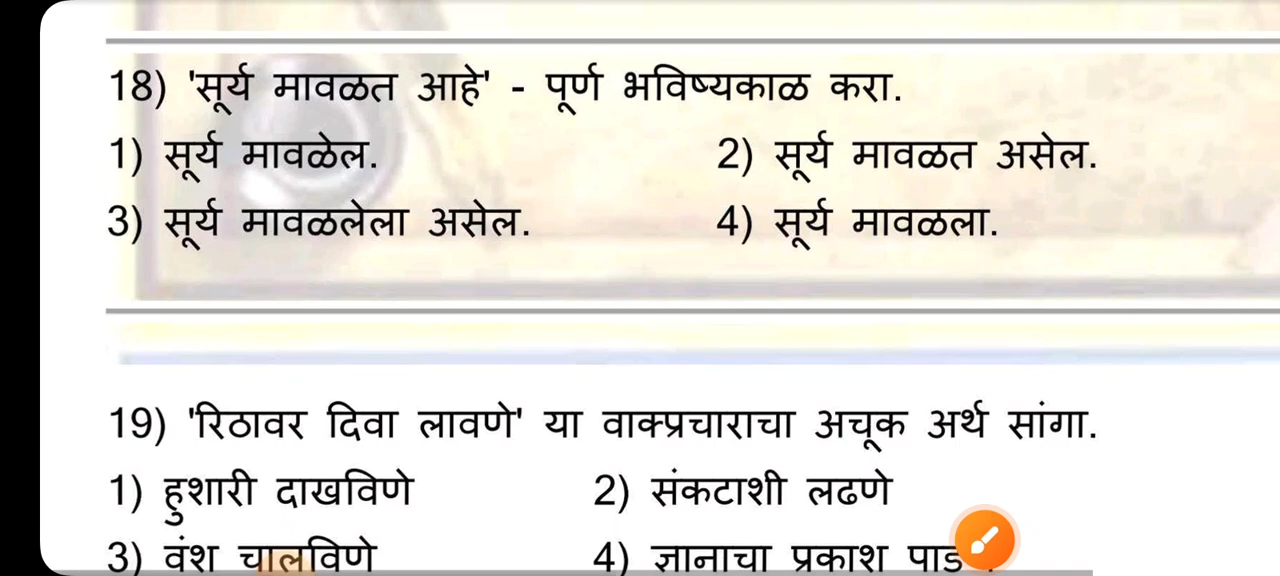 18) 'सूर्य मावळत आहे' - पूर्ण भविष्यकाळ करा.
1) सूर्य मावळेल. 2) सूर्य मावळत असेल.
3) सूर्य मावळलेला असेल. 4) सूर्य मावळला.
19) 'रिठावर दिवा लावणे' या वाक्प्रचाराचा अचूक अर्थ सांगा.
1) हुशारी दाखविणे 2) संकटाशी लढणे
3) वंश चालविणे 4) ज्ञानाचा प्रकाश